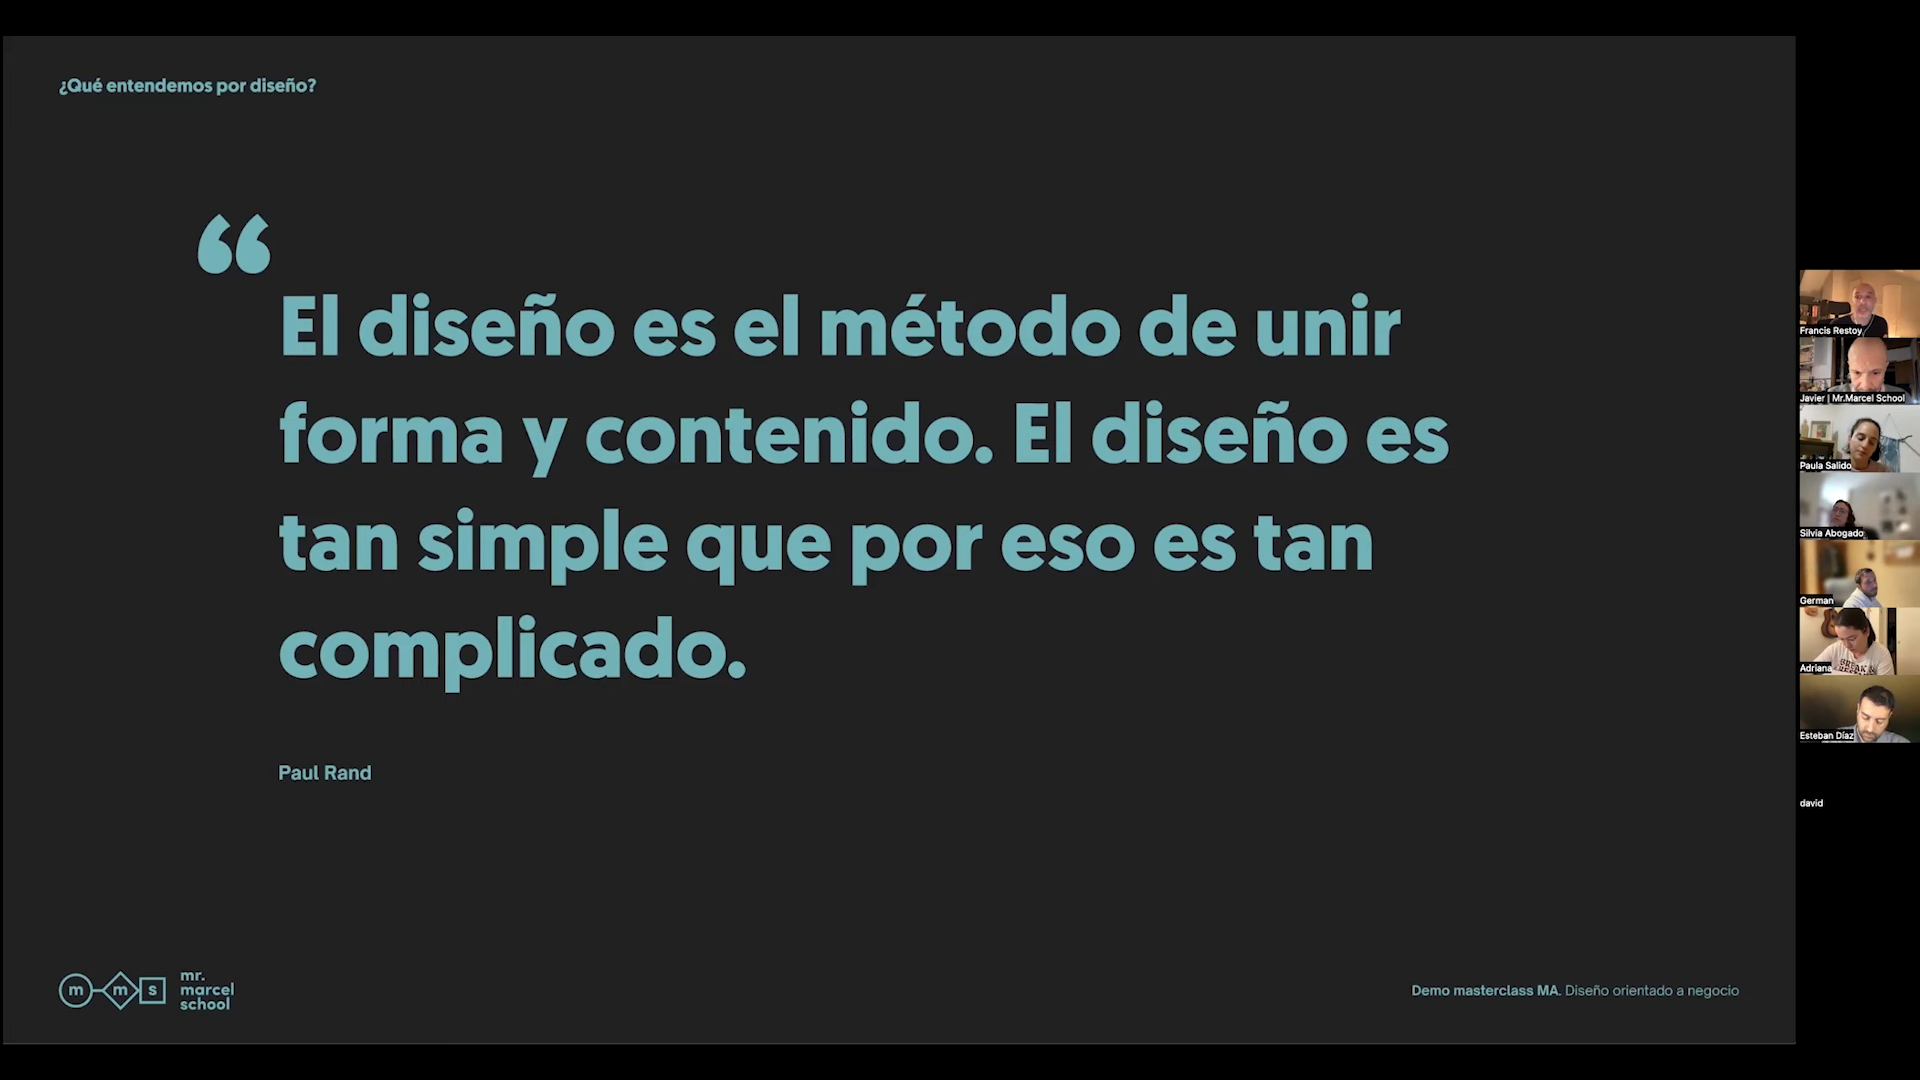 ¿Qué entendemos por diseño?
“
El diseño es el método de unir
forma y contenido. El diseño es
tan simple que por eso es tan
complicado.
Paul Rand
m m s
mr.
marcel
school
Demo masterclass MA. Diseño orientado a negocio
Francis Restoy
Javier | Mr.Marcel School
Paula Salido
Silvia Abogado
German
Adriana
Esteban Díaz
david